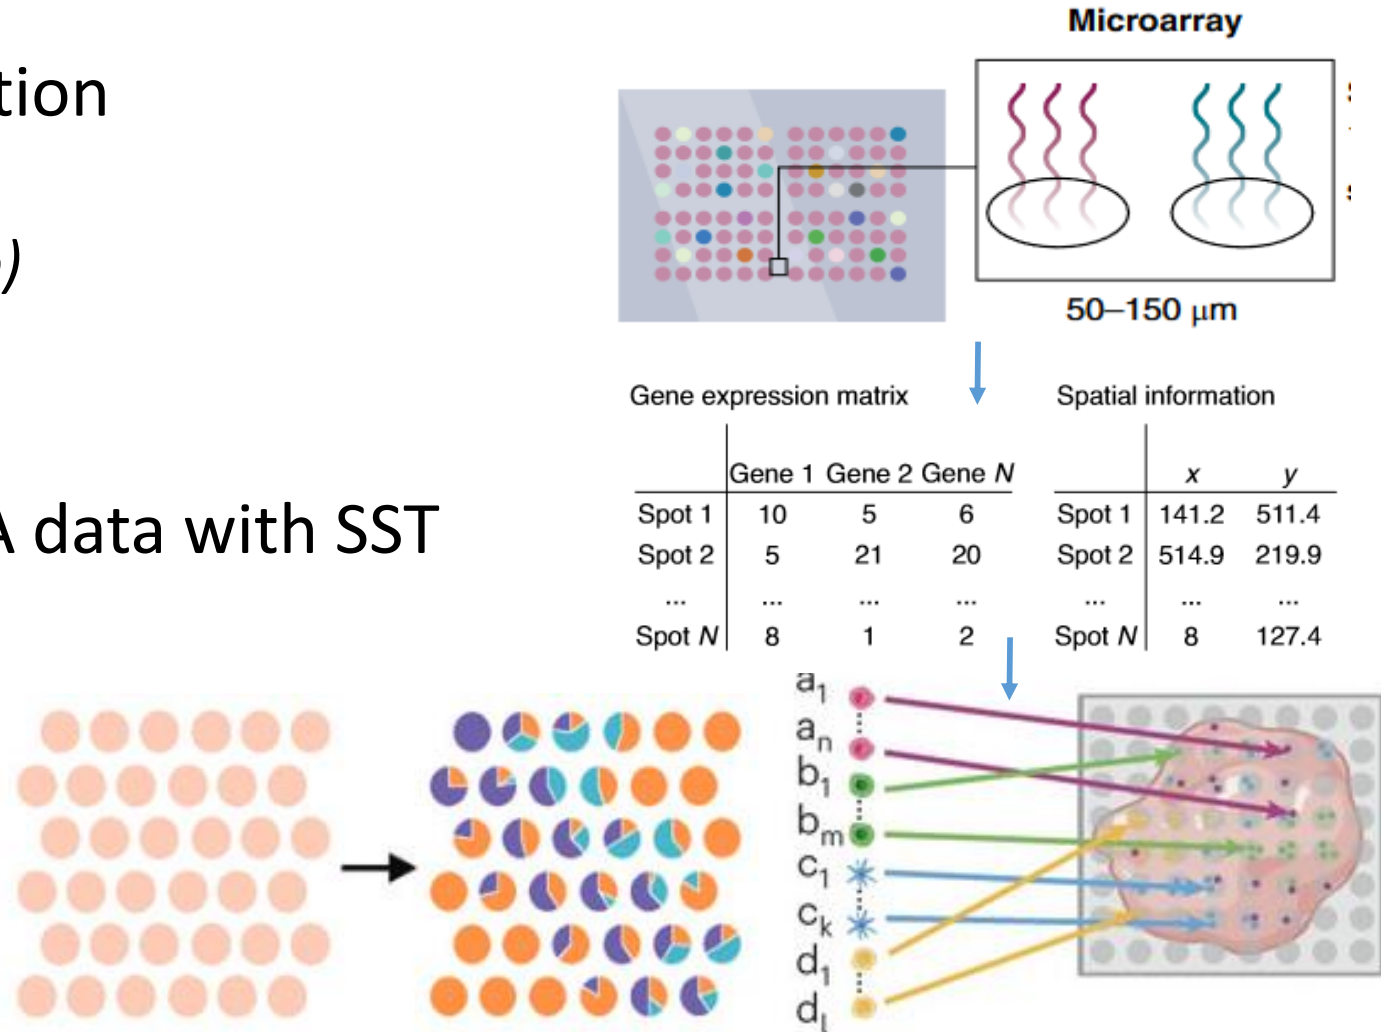 Microarray
tion
)
50–150 μm
Gene expression matrix
Spatial information
Gene 1 Gene 2 Gene N
x y
Spot 1 10 5 6
Spot 1 141.2 511.4
Spot 2 5 21 20
Spot 2 514.9 219.9
... ... ... ...
... ... ...
Spot N 8 1 2
Spot N 8 127.4
A data with SST
a1
an
b1
bm
c1
ck
d1
dl